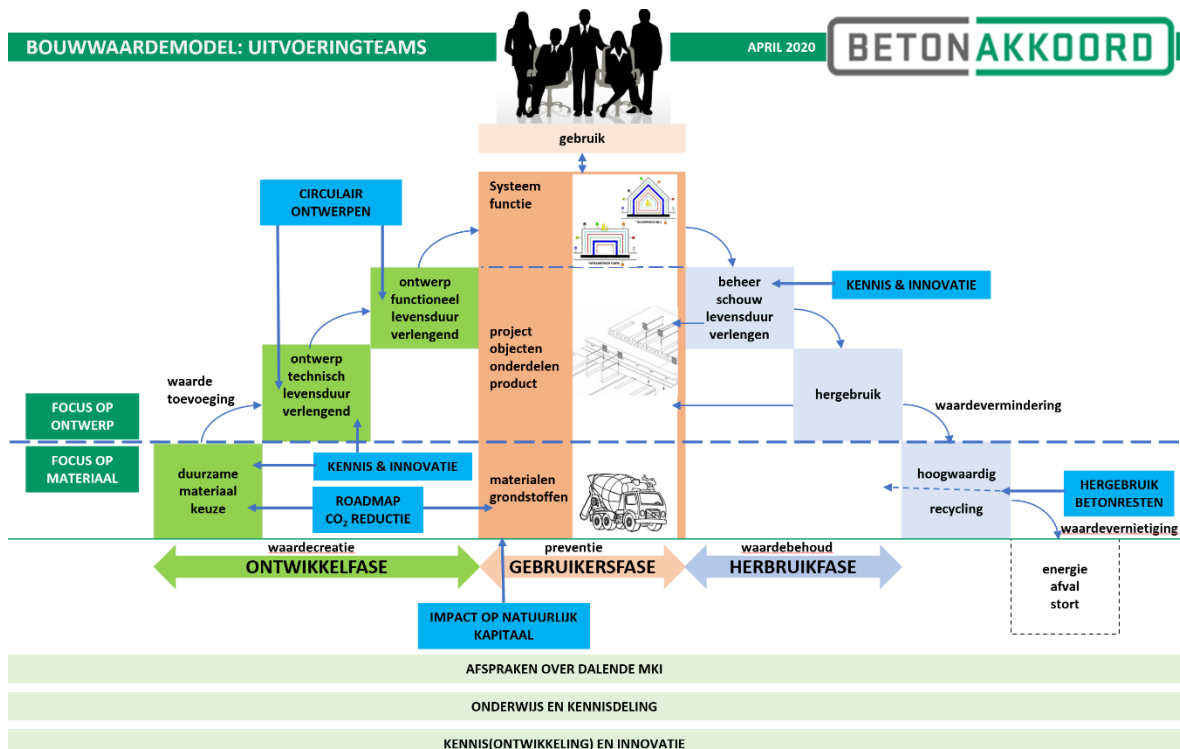 BOUWWAARDEMODEL: UITVOERINGTEAMS
APRIL 2020
BETONAKKOORD
gebruik
Systeem
functie
CIRCULAIR
ONTWERPEN
ontwerp
functioneel
levensduur
verlengend
beheer
schouw
levensduur
verlengen
KENNIS & INNOVATIE
project
objecten
onderdelen
product
ontwerp
technisch
levensduur
verlengend
waarde
toevoeging
hergebruik
waardevermindering
FOCUS OP
ONTWERP
FOCUS OP
MATERIAAL
duurzame
materiaal
keuze
KENNIS & INNOVATIE
ROADMAP
CO₂ REDUCTIE
materialen
grondstoffen
hoogwaardig
recycling
HERGEBRUIK
BETONRESTEN
waardevernietiging
waardecreatie
ONTWIKKELFASE
preventie
GEBRUIKERSFASE
waardebehoud
HERBRUIKFASE
energie
afval
stort
IMPACT OP NATUURLIJK
KAPITAAL
AFSPRAKEN OVER DALENDE MKI
ONDERWIJS EN KENNISDELING
KENNIS(ONTWIKKELING) EN INNOVATIE